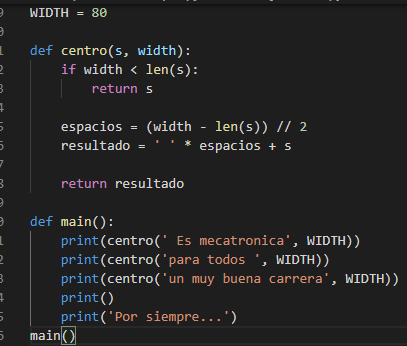 WIDTH = 80
def centro(s, width):
if width < len(s):
return s
espacios = (width - len(s)) // 2
resultado = ' ' * espacios + s
return resultado
def main():
print(centro(' Es mecatronica', WIDTH))
print(centro('para todos ', WIDTH))
print(centro('un muy buena carrera', WIDTH))
print()
print('Por siempre...')
main()